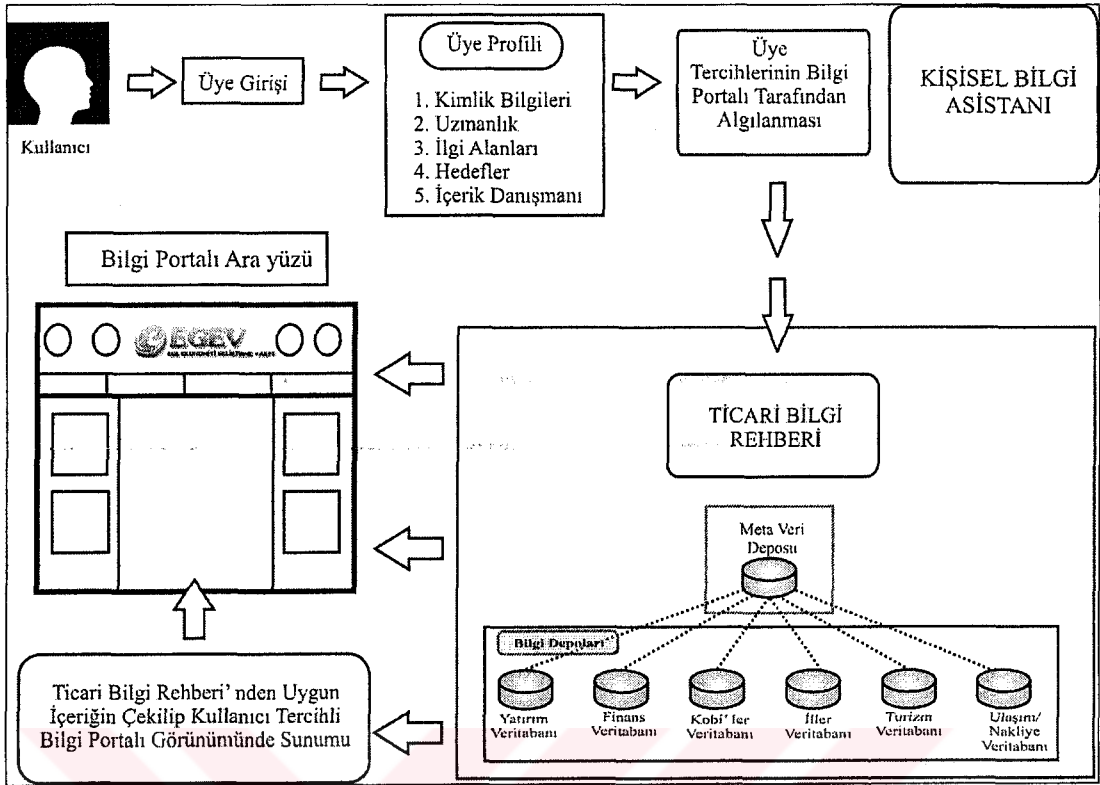 Kullanıcı
Üye Girişi
Üye Profili
1. Kimlik Bilgileri
2. Uzmanlık
3. İlgi Alanları
4. Hedefler
5. İçerik Danışmanı
Üye
Tercihlerinin Bilgi
Portalı Tarafından
Algılanması
KİŞİSEL BİLGİ
ASİSTANI
Bilgi Portalı Ara yüzü
EGEV
TİCARİ BİLGİ
REHBERİ
Meta Veri
Deposu
Bilgi Depoları
Yatırım
Veritabanı
Finans
Veritabanı
Kobi' ler
Veritabanı
İller
Veritabanı
Turizm
Veritabanı
Ulaşım/
Nakliye
Veritabanı
Ticari Bilgi Rehberi' nden Uygun
İçeriğin Çekilip Kullanıcı Tercihli
Bilgi Portalı Görünümünde Sunumu